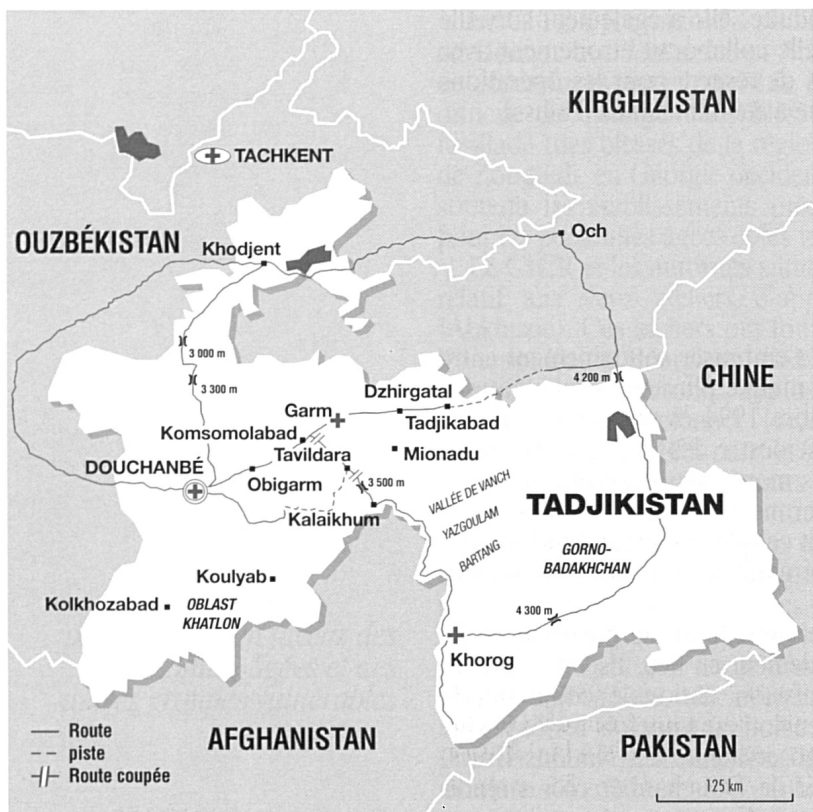 KIRGHIZISTAN
TACHKENT
OUZBÉKISTAN
Khodjent
Och
3 000 m
3 300 m
4 200 m
CHINE
Dzhirgatal
Garm
Tadjikabad
Komsomolabad
Tavildara
Mionadu
DOUCHANBÉ
Obigarm
3 500 m
Kalaikhum
VALLÉE DE VANCH
YAZGOULAM
BARTANG
TADJIKISTAN
GORNO-
BADAKHCHAN
Koulyab
Kolkhozabad
OBLAST
KHATLON
4 300 m
Khorog
Route
piste
Route coupée
AFGHANISTAN
PAKISTAN
125 km